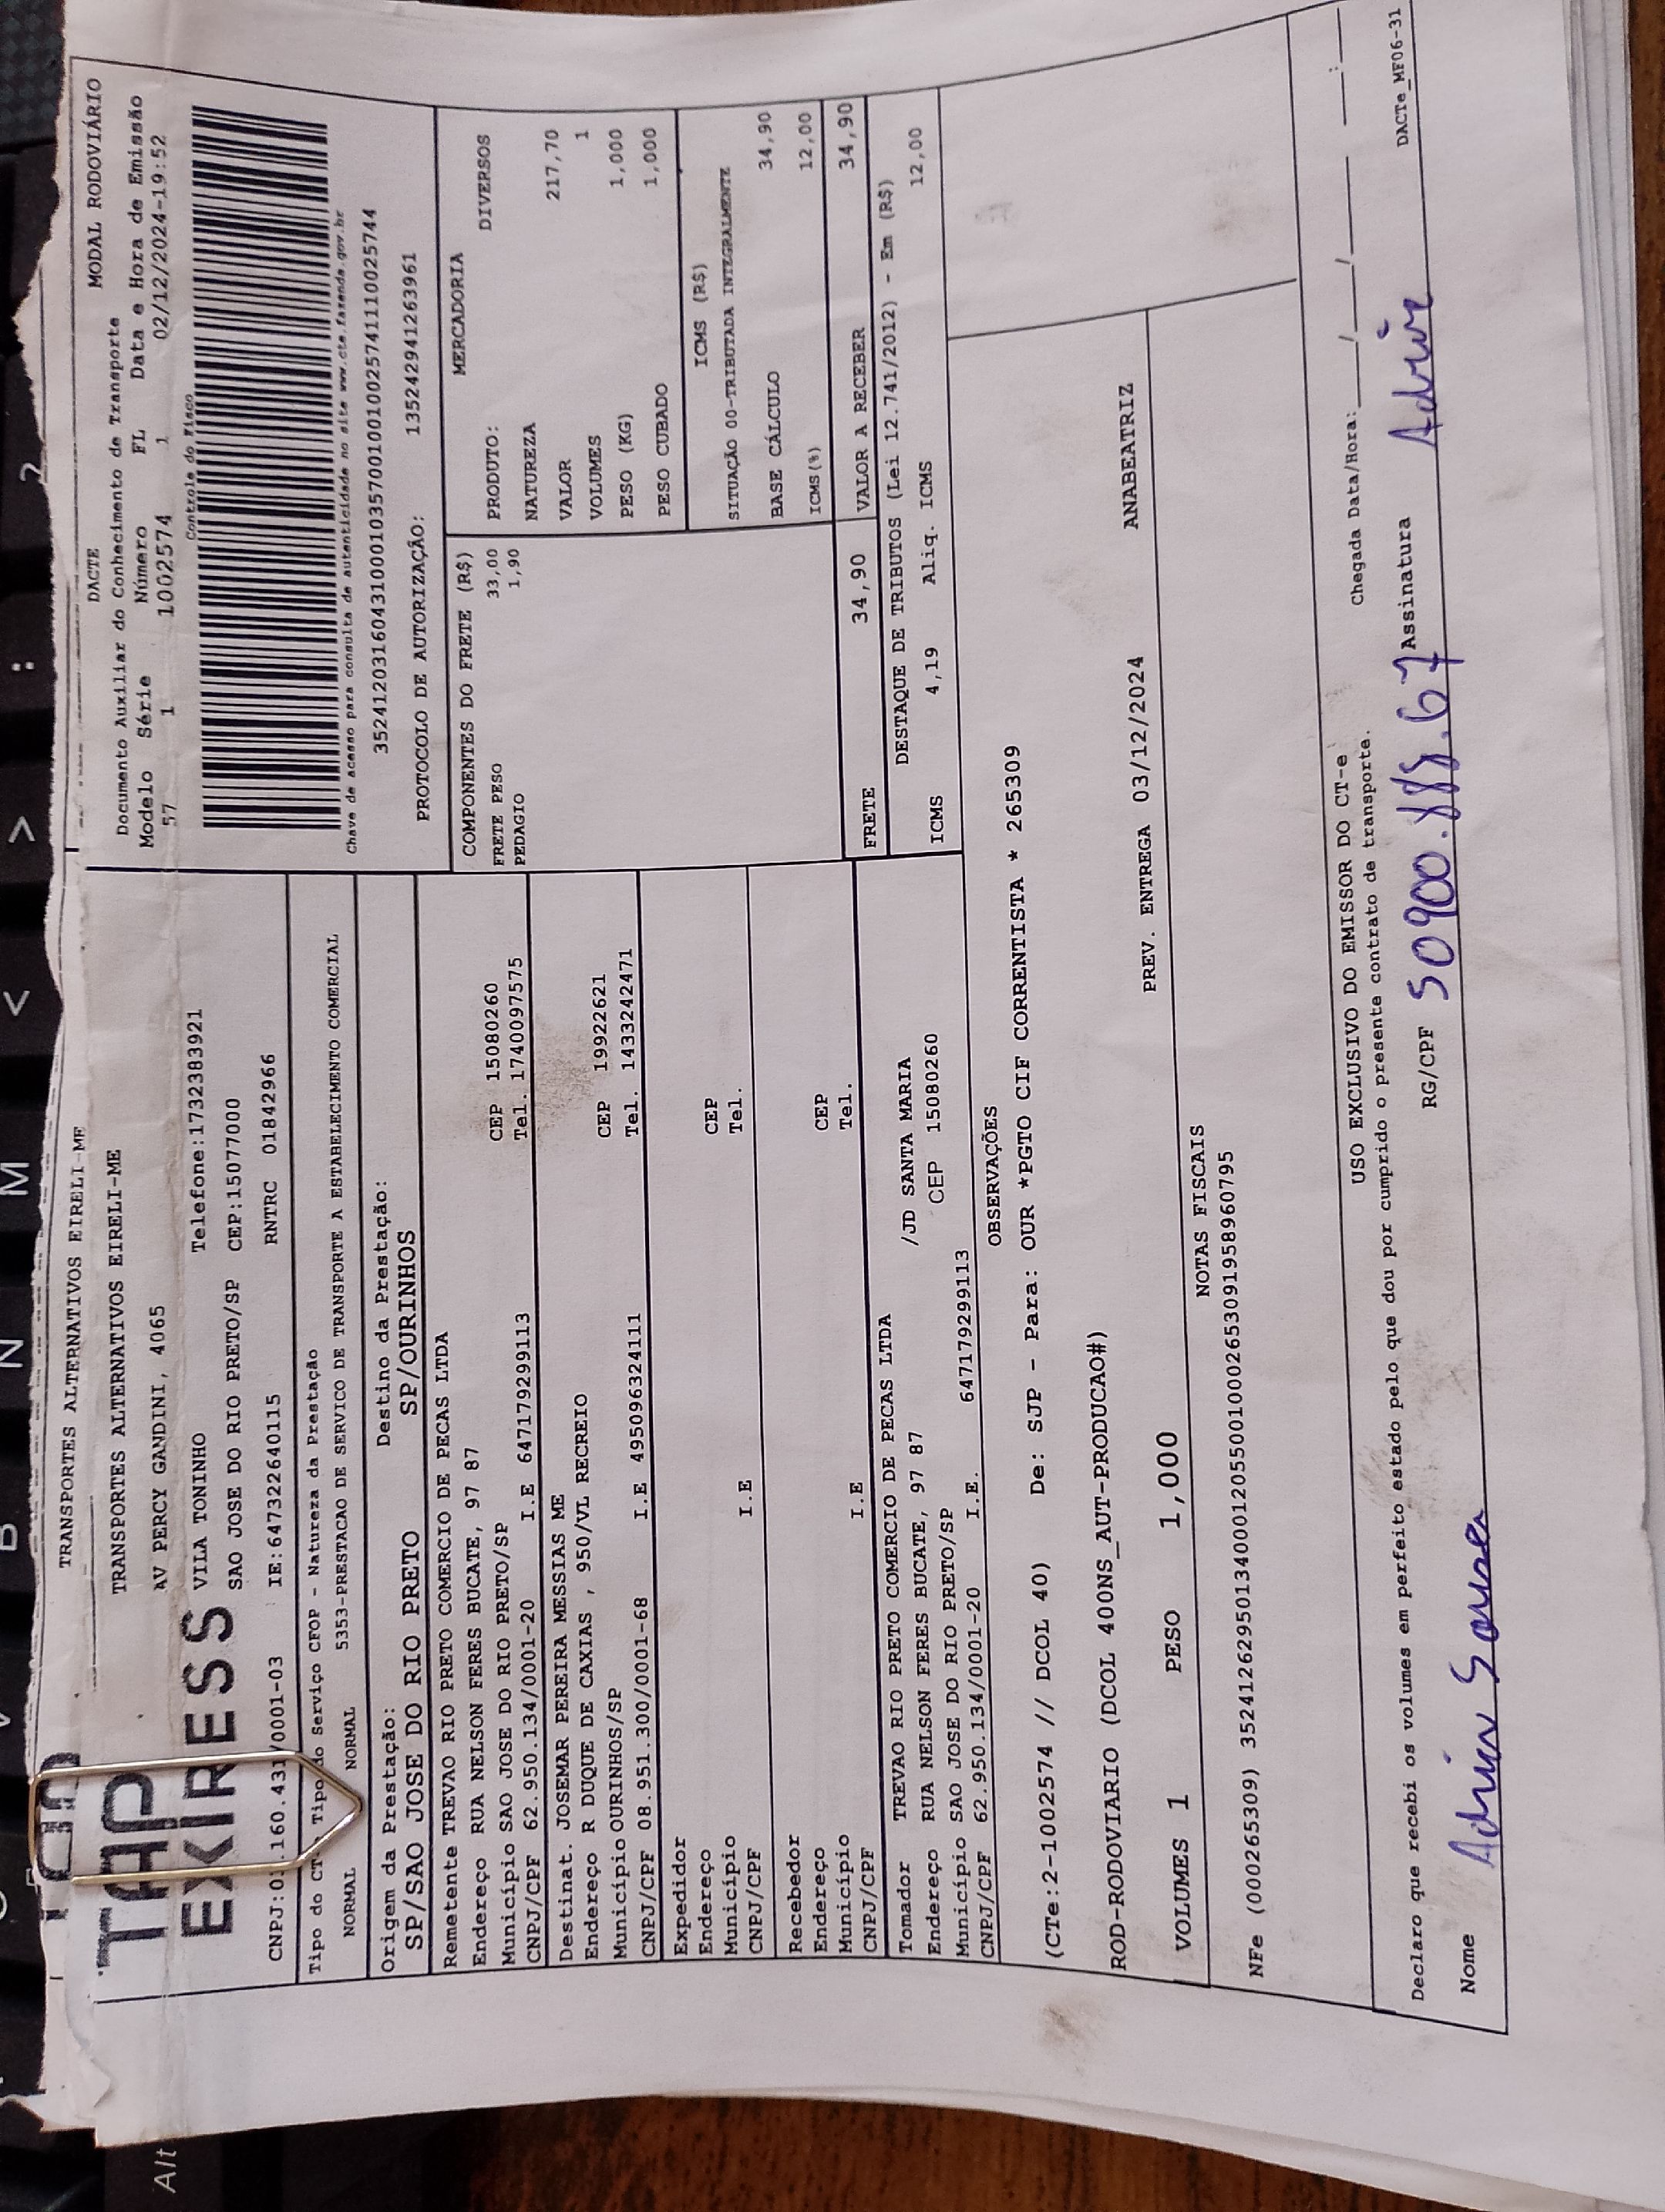 TRANSPORTES ALTERNATIVOS EIRELI-ME
TAP
EXPRESS
TRANSPORTES ALTERNATIVOS EIRELI-ME
AV PERCY GANDINI, 4065
VILA TONINHO Telefone:1732383921
SAO JOSE DO RIO PRETO/SP CEP:15077000
IE:647322640115 RNTRC 01842966
DACTE MODAL RODOVIÁRIO
Documento Auxiliar do Conhecimento de Transporte
Modelo Série Número FL Data e Hora de Emissão
57 1 1002574 1 02/12/2024-19:52
Controle do Fisco
Chave de acesso para consulta de autenticidade no site www.cte.fazenda.gov.br
35241203160431000103570010010025741110025744
PROTOCOLO DE AUTORIZAÇÃO: 135242941263961
Natureza da Prestação
NORMAL NORMAL 5353-PRESTACAO DE SERVICO DE TRANSPORTE A ESTABELECIMENTO COMERCIAL
Origem da Prestação: Destino da Prestação:
SP/SAO JOSE DO RIO PRETO SP/OURINHOS
Remetente TREVAO RIO PRETO COMERCIO DE PECAS LTDA
Endereço RUA NELSON FERES BUCATE, 97 87 CEP 15080260
Município SAO JOSE DO RIO PRETO/SP Tel. 1740097575
CNPJ/CPF 62.950.134/0001-20 I.E 647179299113
Destinat. JOSEMAR PEREIRA MESSIAS ME
Endereço R DUQUE DE CAXIAS , 950/VL RECREIO CEP 19922621
Município OURINHOS/SP Tel. 1433242471
CNPJ/CPF 08.951.300/0001-68 I.E 495096324111
Expedidor
Endereço CEP
Município Tel.
CNPJ/CPF I.E
Recebedor
Endereço CEP
Município Tel.
CNPJ/CPF I.E
Tomador TREVAO RIO PRETO COMERCIO DE PECAS LTDA
Endereço RUA NELSON FERES BUCATE, 97 87 /JD SANTA MARIA
Município SAO JOSE DO RIO PRETO/SP CEP 15080260
CNPJ/CPF 62.950.134/0001-20 I.E. 647179299113
COMPONENTES DO FRETE (R$)
FRETE PESO 33,00
PEDAGIO 1,90
MERCADORIA
PRODUTO: DIVERSOS
NATUREZA
VALOR 217,70
VOLUMES 1
PESO (KG) 1,000
PESO CUBADO 1,000
ICMS (R$)
SITUAÇÃO 00-TRIBUTADA INTEGRALMENTE
BASE CÁLCULO 34,90
ICMS(%) 12,00
FRETE 34,90 VALOR A RECEBER 34,90
DESTAQUE DE TRIBUTOS (Lei 12.741/2012) - Em (R$)
ICMS 4,19 Aliq. ICMS 12,00
OBSERVAÇÕES
(CTe:2-1002574 // DCOL 40) De: SJP - Para: OUR *PGTO CIF CORRENTISTA * 265309
ROD-RODOVIARIO (DCOL 400NS_AUT-PRODUCAO#)
PREV. ENTREGA 03/12/2024 ANABEATRIZ
VOLUMES 1 PESO 1,000
NOTAS FISCAIS
NFe (000265309) 35241262950134000120550010002653091958960795
USO EXCLUSIVO DO EMISSOR DO CT-e
Chegada Data/Hora:____/____/____ ___:___
Declaro que recebi os volumes em perfeito estado pelo que dou por cumprido o presente contrato de transporte.
Nome RG/CPF Assinatura
DACTe_MF06-31
Alt
B N M < > : ?